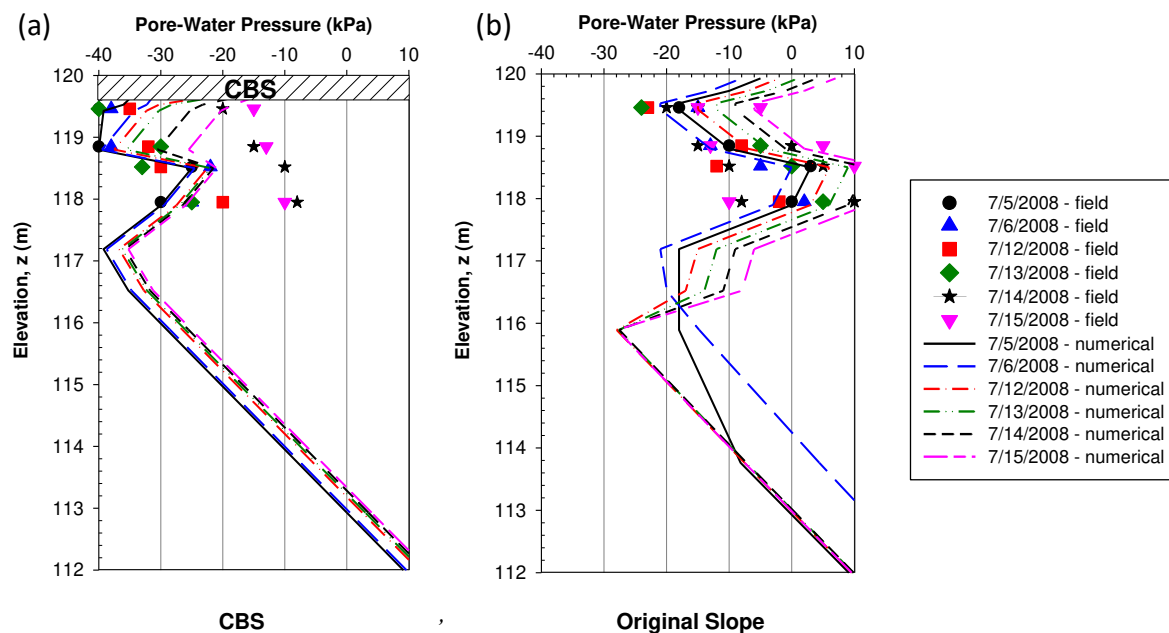 (a)
Pore-Water Pressure (kPa)
-40 -30 -20 -10 0 10
CBS
Elevation, z (m)
120
119
118
117
116
115
114
113
112
CBS
,
(b)
Pore-Water Pressure (kPa)
-40 -30 -20 -10 0 10
Elevation, z (m)
120
119
118
117
116
115
114
113
112
Original Slope
7/5/2008 - field
7/6/2008 - field
7/12/2008 - field
7/13/2008 - field
7/14/2008 - field
7/15/2008 - field
7/5/2008 - numerical
7/6/2008 - numerical
7/12/2008 - numerical
7/13/2008 - numerical
7/14/2008 - numerical
7/15/2008 - numerical